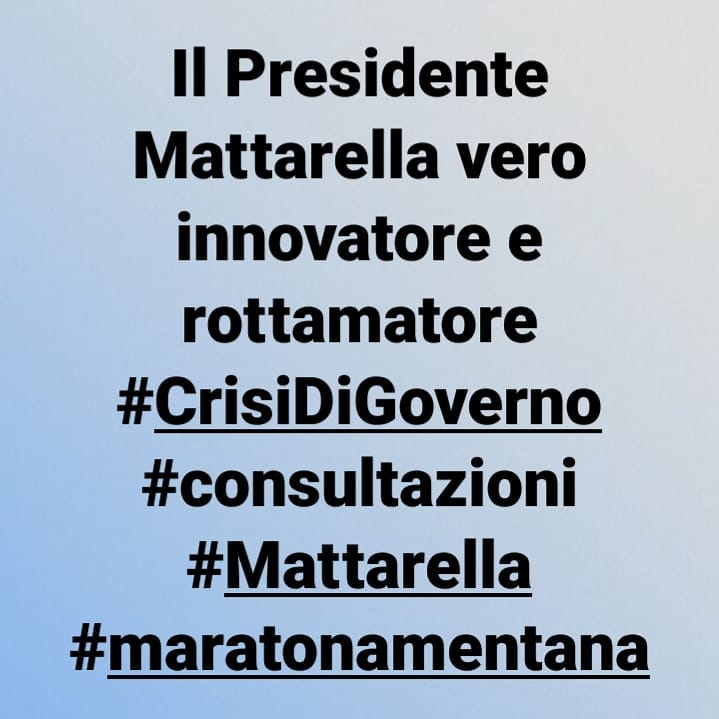 Il Presidente
Mattarella vero
innovatore e
rottamatore
#CrisiDiGoverno
#consultazioni
#Mattarella
#maratonamentana